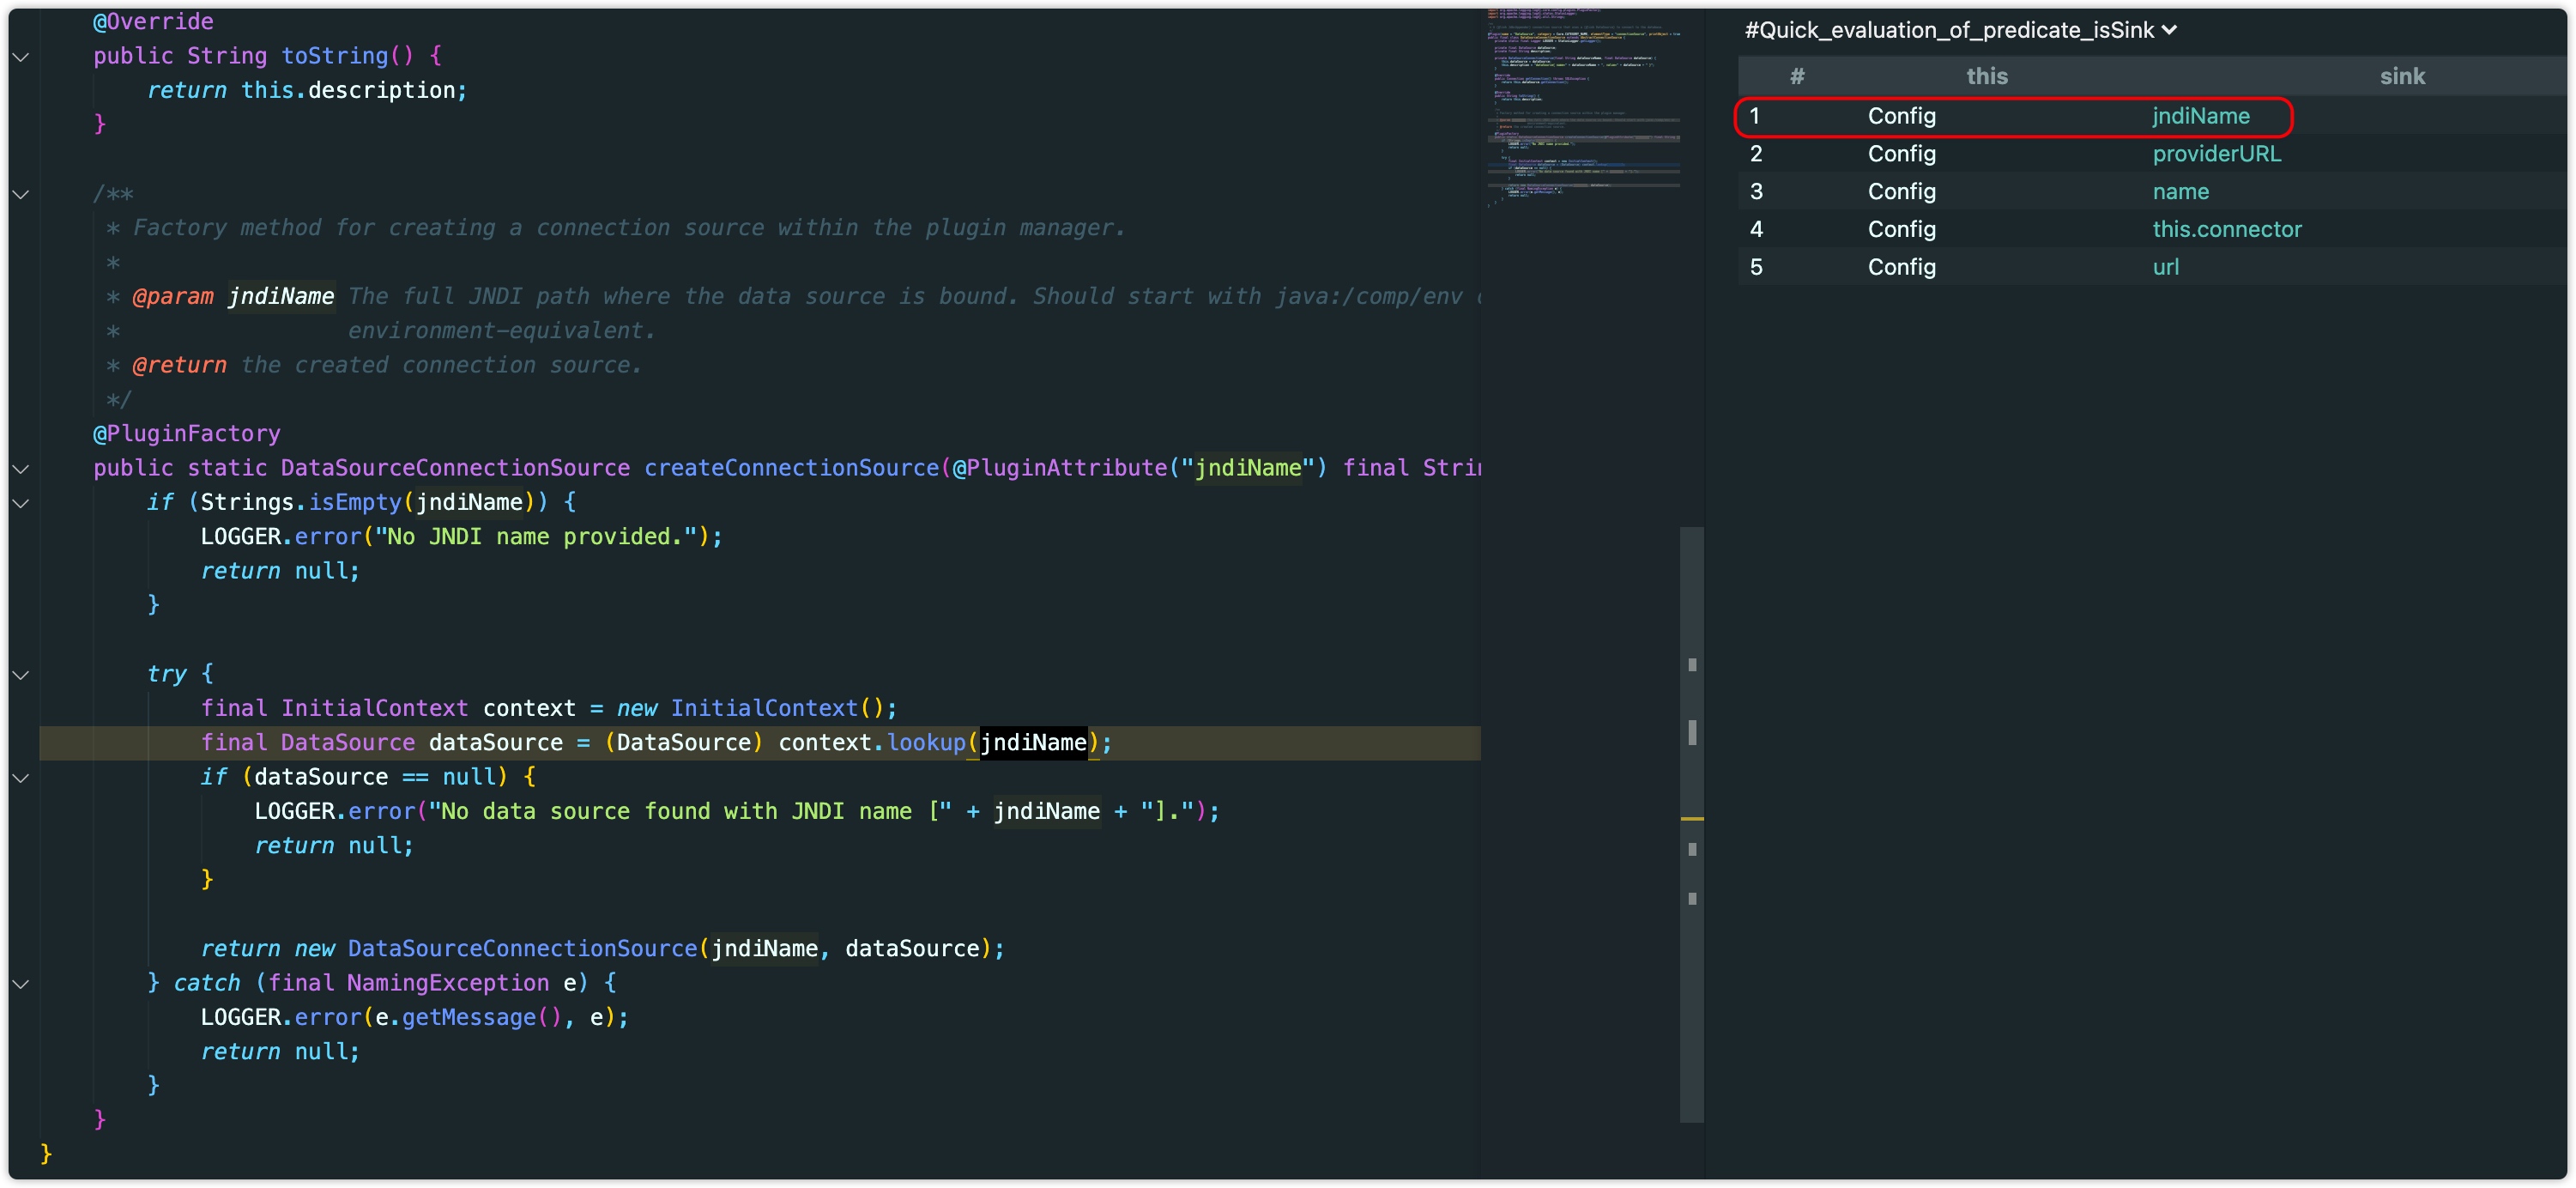 @Override
public String toString() {
return this.description;
}
/**
* Factory method for creating a connection source within the plugin manager.
*
* @param jndiName The full JNDI path where the data source is bound. Should start with java:/comp/env
* environment-equivalent.
* @return the created connection source.
*/
@PluginFactory
public static DataSourceConnectionSource createConnectionSource(@PluginAttribute("jndiName") final Strin
if (Strings.isEmpty(jndiName)) {
LOGGER.error("No JNDI name provided.");
return null;
}
try {
final InitialContext context = new InitialContext();
final DataSource dataSource = (DataSource) context.lookup(jndiName);
if (dataSource == null) {
LOGGER.error("No data source found with JNDI name [" + jndiName + "].");
return null;
}
return new DataSourceConnectionSource(jndiName, dataSource);
} catch (final NamingException e) {
LOGGER.error(e.getMessage(), e);
return null;
}
}
}
#Quick_evaluation_of_predicate_isSink
# this sink
1 Config jndiName
2 Config providerURL
3 Config name
4 Config this.connector
5 Config url